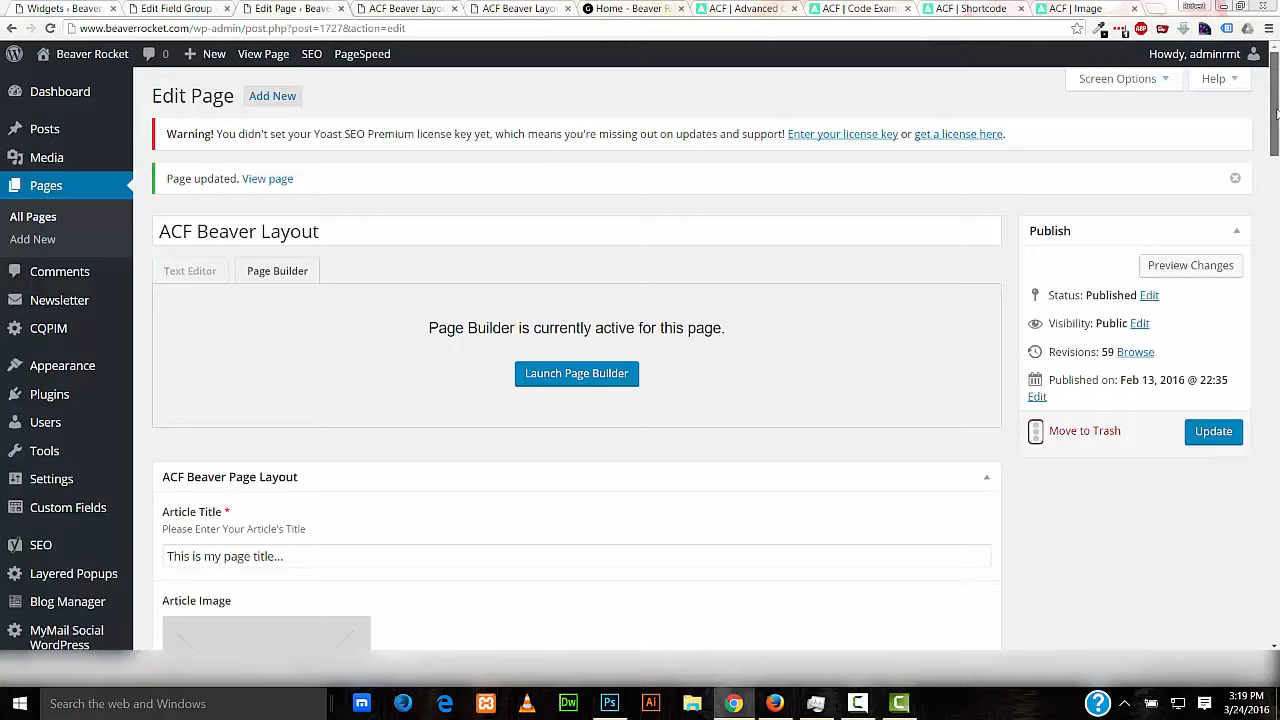 Widgets ‹ Beaver
Edit Field Group
Edit Page ‹ Beave
ACF Beaver Layou
ACF Beaver Layou
Home - Beaver R
ACF | Advanced C
ACF | Code Exam
ACF | Shortcode
ACF | Image
Robert
www.beaverrocket.com/wp-admin/post.php?post=1727&action=edit
Beaver Rocket
0
New
View Page
SEO
PageSpeed
Howdy, adminrmt
Screen Options
Help
Edit Page
Add New
Warning! You didn't set your Yoast SEO Premium license key yet, which means you're missing out on updates and support! Enter your license key or get a license here.
Page updated. View page
Dashboard
Posts
Media
Pages
All Pages
Add New
Comments
Newsletter
CQPIM
Appearance
Plugins
Users
Tools
Settings
Custom Fields
SEO
Layered Popups
Blog Manager
MyMail Social
WordPress
ACF Beaver Layout
Text Editor
Page Builder
Page Builder is currently active for this page.
Launch Page Builder
ACF Beaver Page Layout
Article Title *
Please Enter Your Article's Title
This is my page title...
Article Image
Publish
Preview Changes
Status: Published Edit
Visibility: Public Edit
Revisions: 59 Browse
Published on: Feb 13, 2016 @ 22:35
Edit
Move to Trash
Update
Search the web and Windows
Dw
Ps
Ai
3:19 PM
3/24/2016